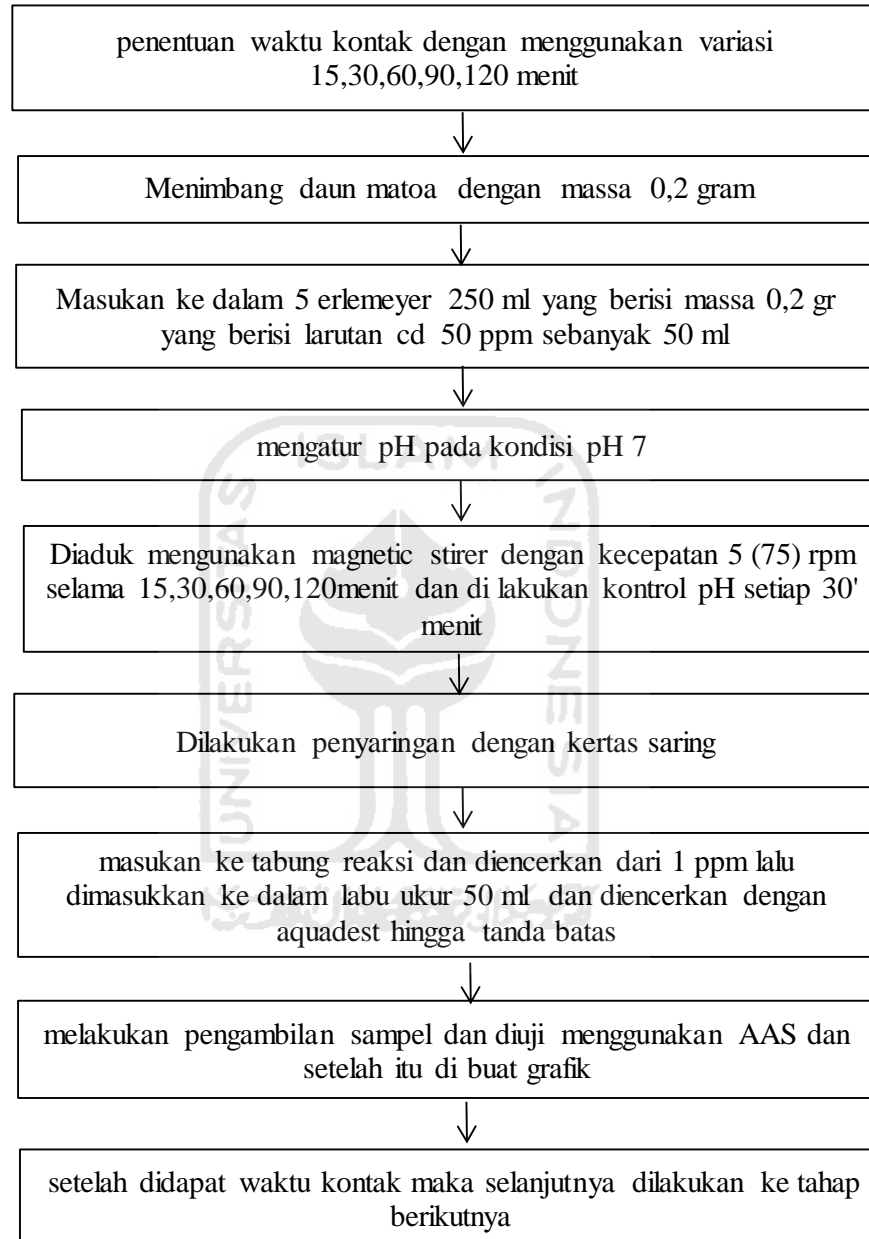 penentuan waktu kontak dengan menggunakan variasi
15,30,60,90,120 menit
Menimbang daun matoa dengan massa 0,2 gram
Masukan ke dalam 5 erlemeyer 250 ml yang berisi massa 0,2 gr
yang berisi larutan cd 50 ppm sebanyak 50 ml
mengatur pH pada kondisi pH 7
Diaduk mengunakan magnetic stirer dengan kecepatan 5 (75) rpm
selama 15,30,60,90,120menit dan di lakukan kontrol pH setiap 30'
menit
Dilakukan penyaringan dengan kertas saring
masukan ke tabung reaksi dan diencerkan dari 1 ppm lalu
dimasukkan ke dalam labu ukur 50 ml dan diencerkan dengan
aquadest hingga tanda batas
melakukan pengambilan sampel dan diuji menggunakan AAS dan
setelah itu di buat grafik
setelah didapat waktu kontak maka selanjutnya dilakukan ke tahap
berikutnya
UNIVERSITAS
ISLAM
INDONESIA